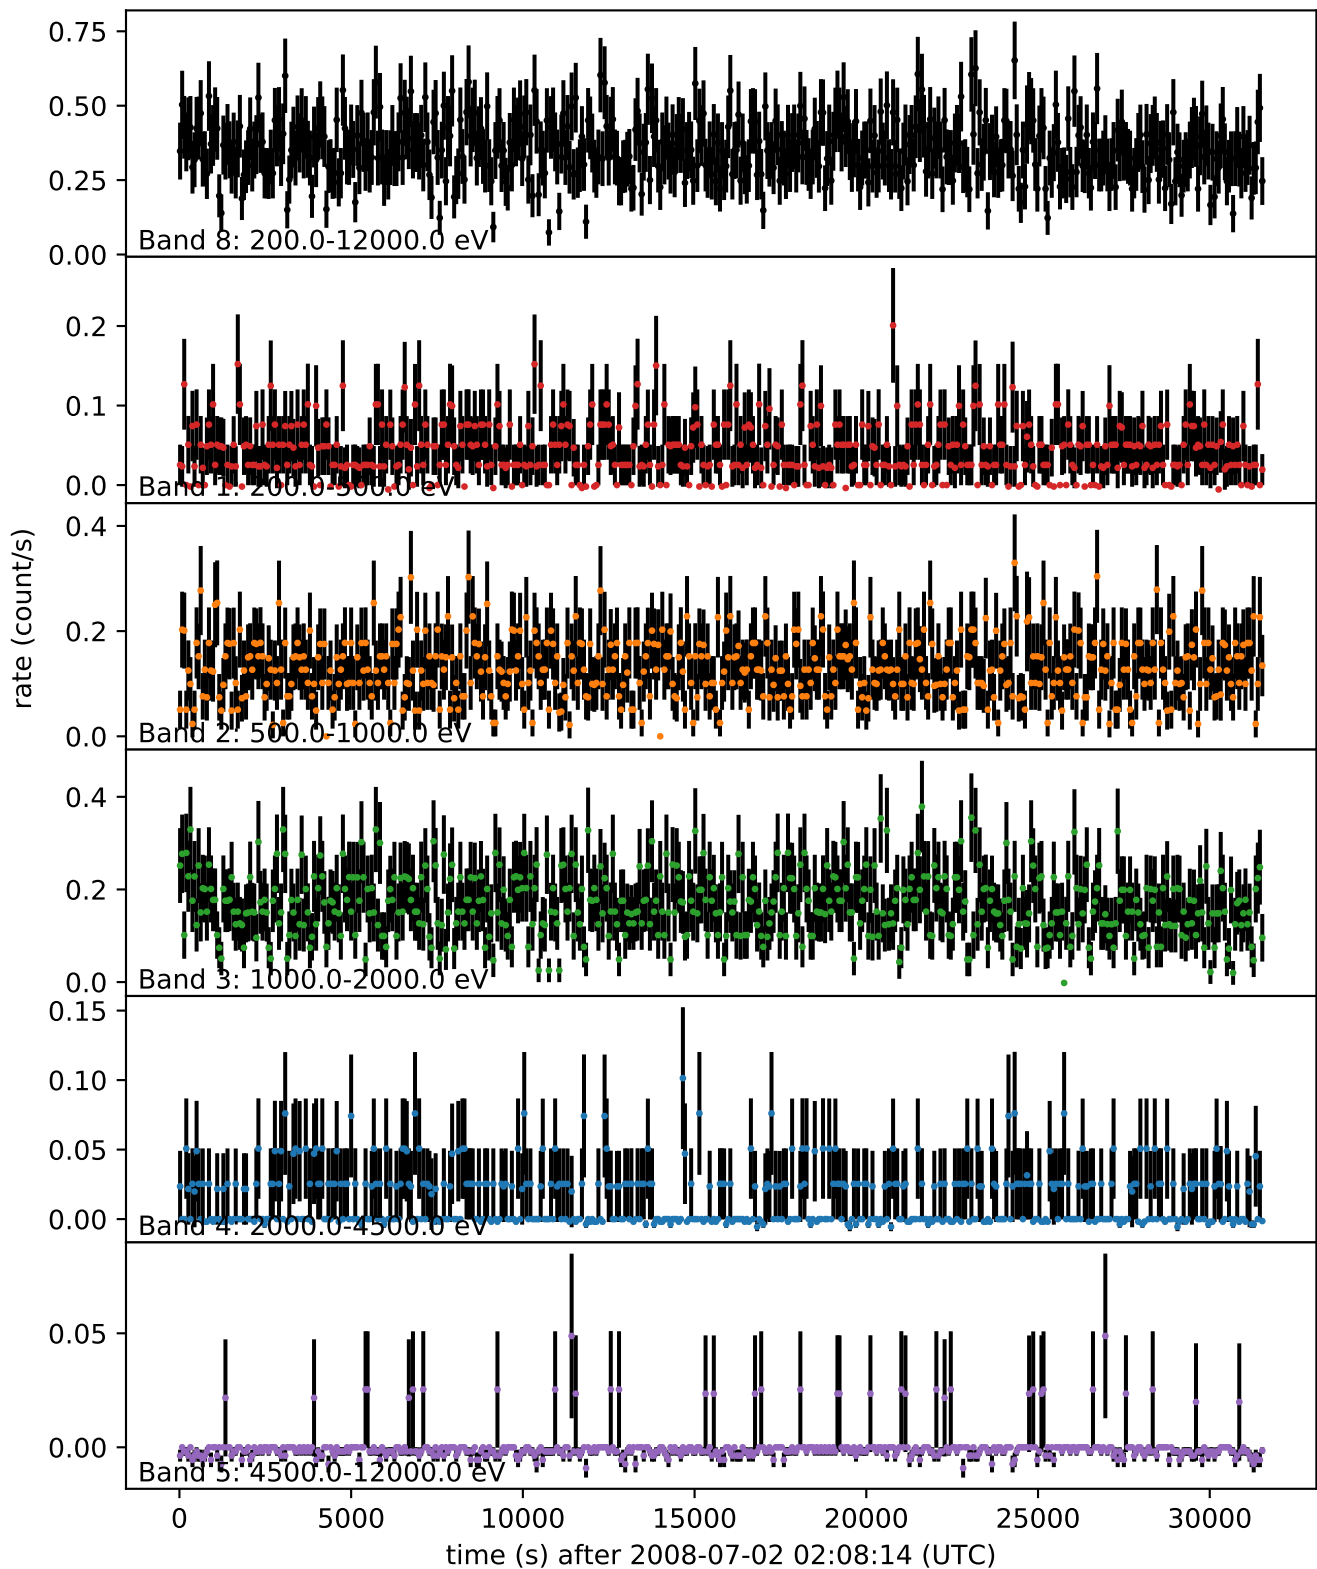 rate (count/s)
0.75
0.50
0.25
0.00
Band 8: 200.0-12000.0 eV
0.2
0.1
0.0
Band 1: 200.0-500.0 eV
0.4
0.2
0.0
Band 2: 500.0-1000.0 eV
0.4
0.2
0.0
Band 3: 1000.0-2000.0 eV
0.15
0.10
0.05
0.00
Band 4: 2000.0-4500.0 eV
0.05
0.00
Band 5: 4500.0-12000.0 eV
0 5000 10000 15000 20000 25000 30000
time (s) after 2008-07-02 02:08:14 (UTC)